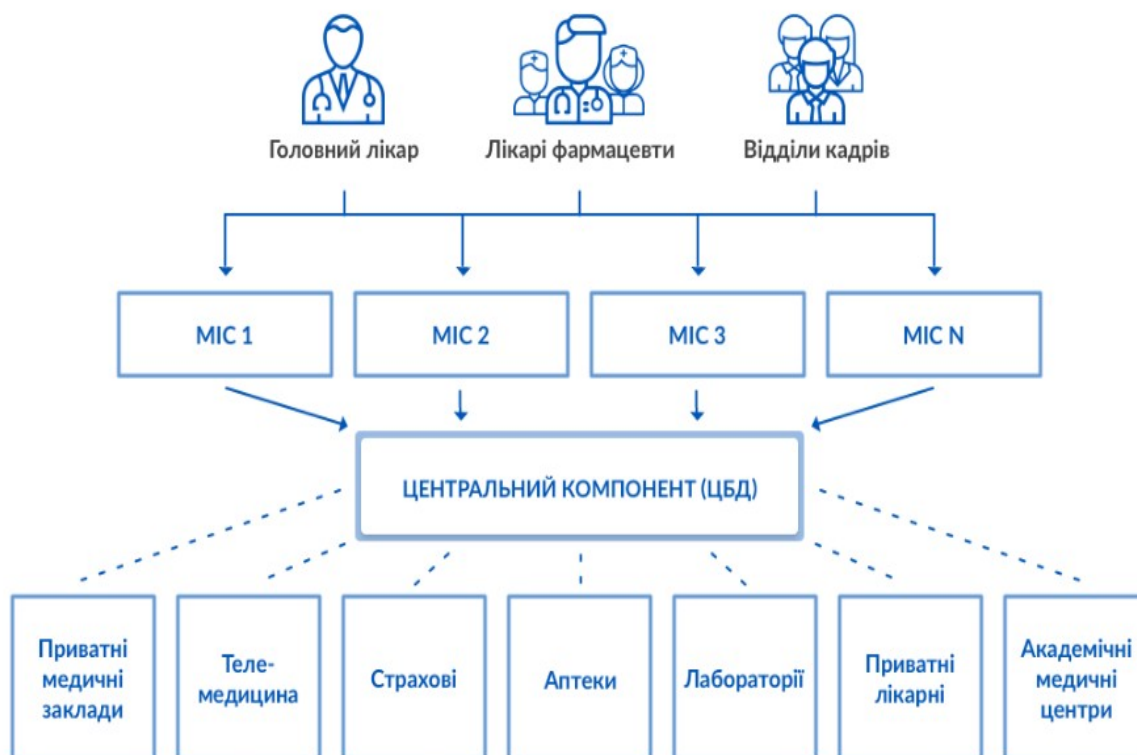 Головний лікар
Лікарі фармацевти
Відділи кадрів
МІС 1
МІС 2
МІС 3
МІС N
ЦЕНТРАЛЬНИЙ КОМПОНЕНТ (ЦБД)
Приватні
медичні
заклади
Теле-
медицина
Страхові
Аптеки
Лабораторії
Приватні
лікарні
Академічні
медичні
центри